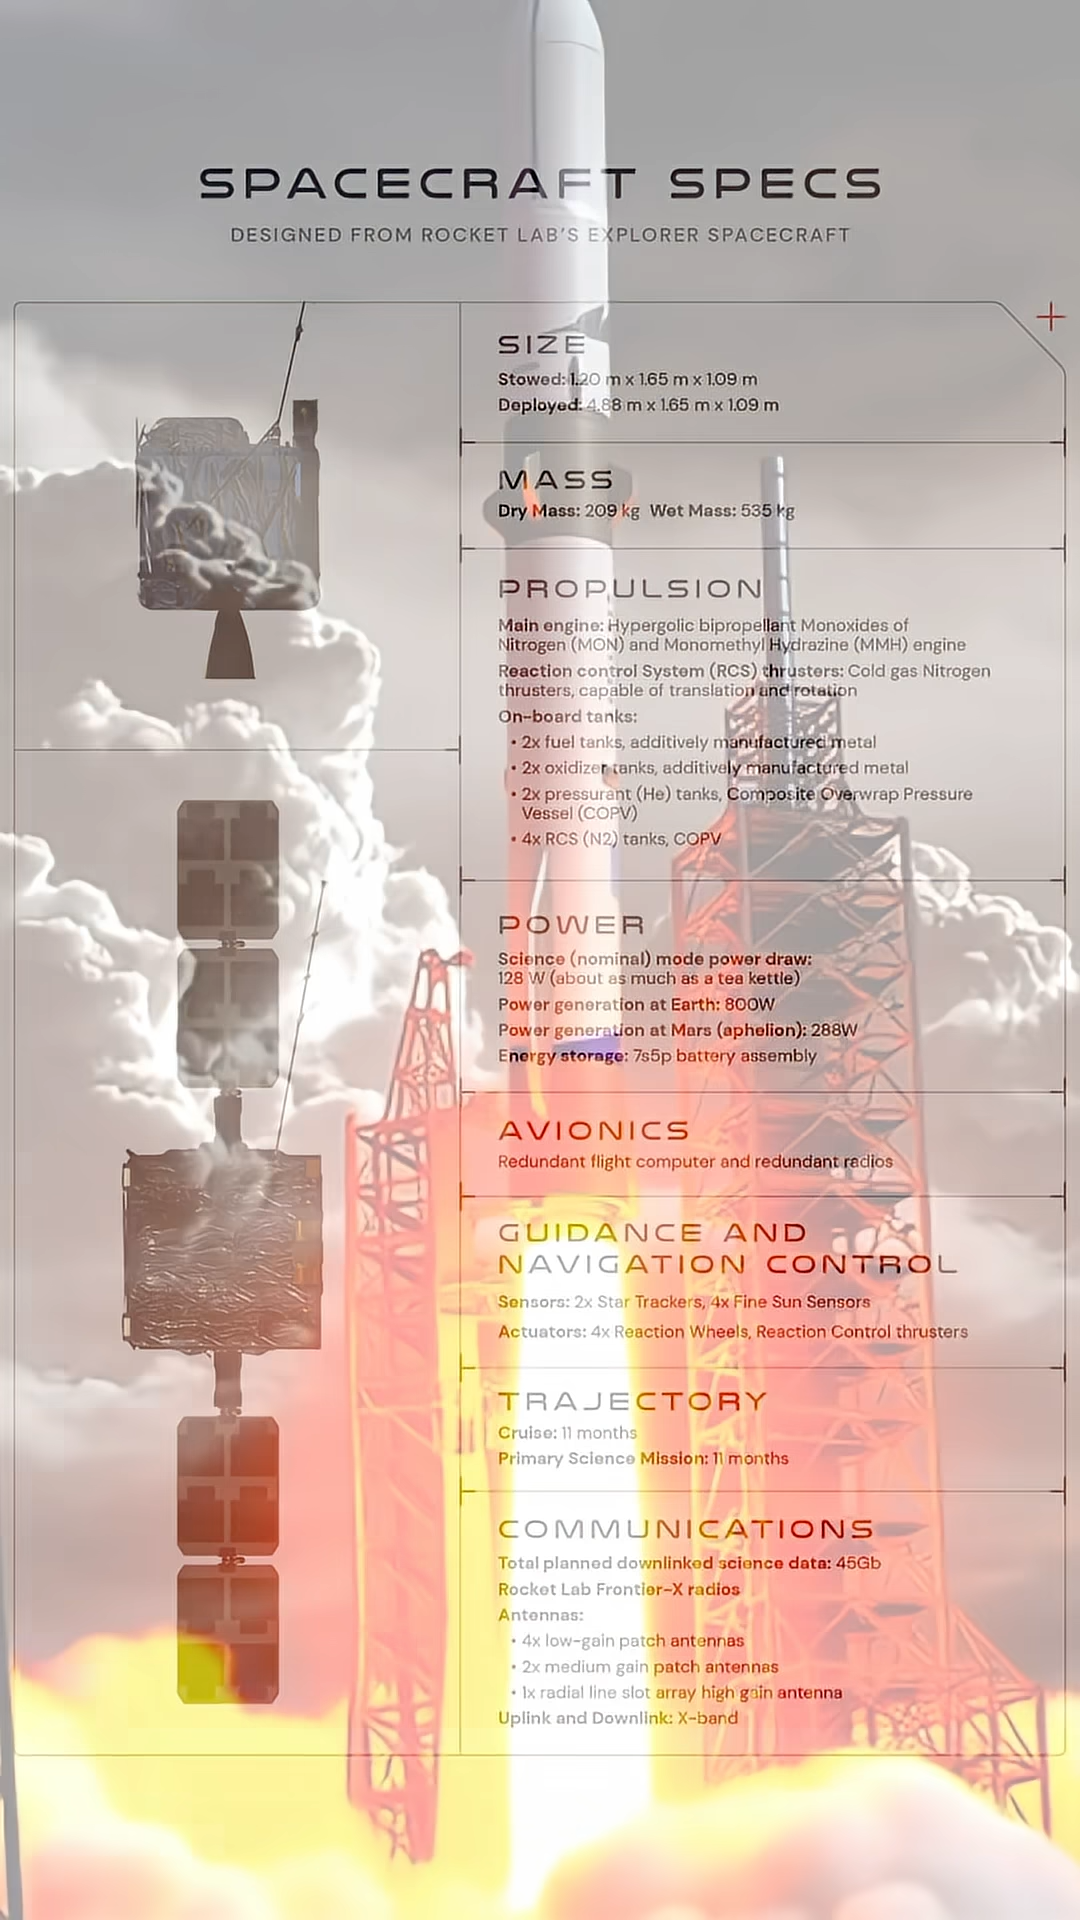 SPACECRAFT SPECS
DESIGNED FROM ROCKET LAB'S EXPLORER SPACECRAFT
SIZE
Stowed: 1.20 m x 1.65 m x 1.09 m
Deployed: 4.88 m x 1.65 m x 1.09 m
MASS
Dry Mass: 209 kg Wet Mass: 535 kg
PROPULSION
Main engine: Hypergolic bipropellant Monoxides of
Nitrogen (MON) and Monomethyl Hydrazine (MMH) engine
Reaction control System (RCS) thrusters: Cold gas Nitrogen
thrusters, capable of translation and rotation
On-board tanks:
• 2x fuel tanks, additively manufactured metal
• 2x oxidizer tanks, additively manufactured metal
• 2x pressurant (He) tanks, Composite Overwrap Pressure
Vessel (COPV)
• 4x RCS (N2) tanks, COPV
POWER
Science (nominal) mode power draw:
128 W (about as much as a tea kettle)
Power generation at Earth: 800W
Power generation at Mars (aphelion): 288W
Energy storage: 7s5p battery assembly
AVIONICS
Redundant flight computer and redundant radios
GUIDANCE AND
NAVIGATION CONTROL
Sensors: 2x Star Trackers, 4x Fine Sun Sensors
Actuators: 4x Reaction Wheels, Reaction Control thrusters
TRAJECTORY
Cruise: 11 months
Primary Science Mission: 11 months
COMMUNICATIONS
Total planned downlinked science data: 45Gb
Rocket Lab Frontier-X radios
Antennas:
• 4x low-gain patch antennas
• 2x medium gain patch antennas
• 1x radial line slot array high gain antenna
Uplink and Downlink: X-band